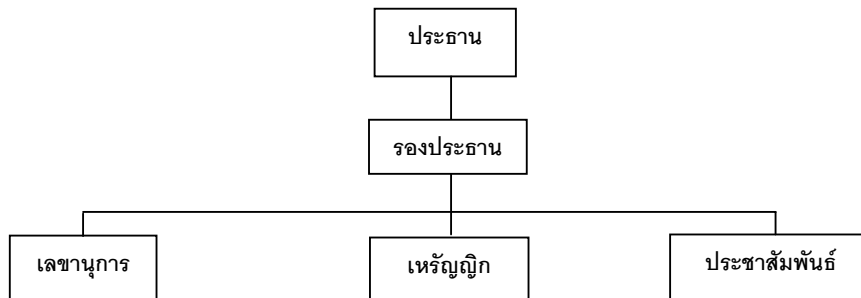 ประธาน
รองประธาน
เลขานุการ
เหรัญญิก
ประชาสัมพันธ์